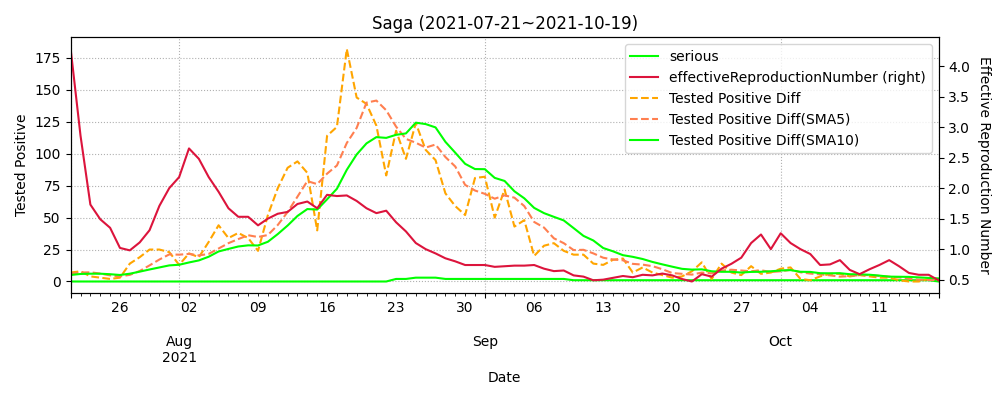 Saga (2021-07-21~2021-10-19)
serious
effectiveReproductionNumber (right)
Tested Positive Diff
Tested Positive Diff(SMA5)
Tested Positive Diff(SMA10)
Tested Positive
175
150
125
100
75
50
25
0
4.0
3.5
3.0
2.5
2.0
1.5
1.0
0.5
Effective Reproduction Number
26 02 09 16 23 30 06 13 20 27 04 11
Aug Sep Oct
2021
Date